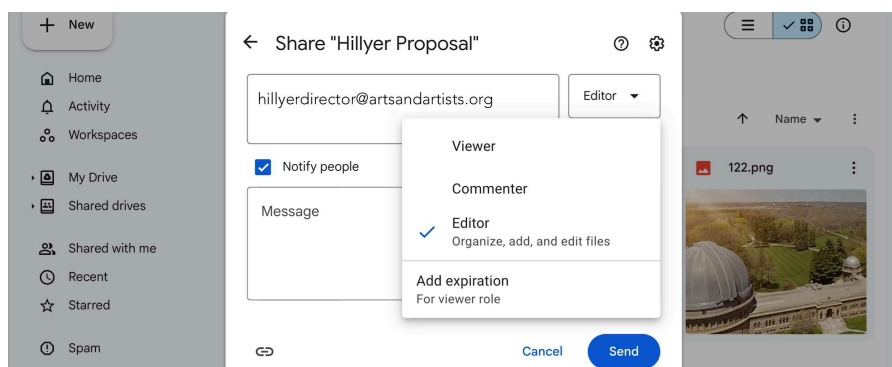 New
Home
Activity
Workspaces
My Drive
Shared drives
Shared with me
Recent
Starred
Spam
Share "Hillyer Proposal"
hillyerdirector@artsandartists.org
Editor
Notify people
Message
Viewer
Commenter
Editor
Organize, add, and edit files
Add expiration
For viewer role
Cancel
Send
Name
122.png